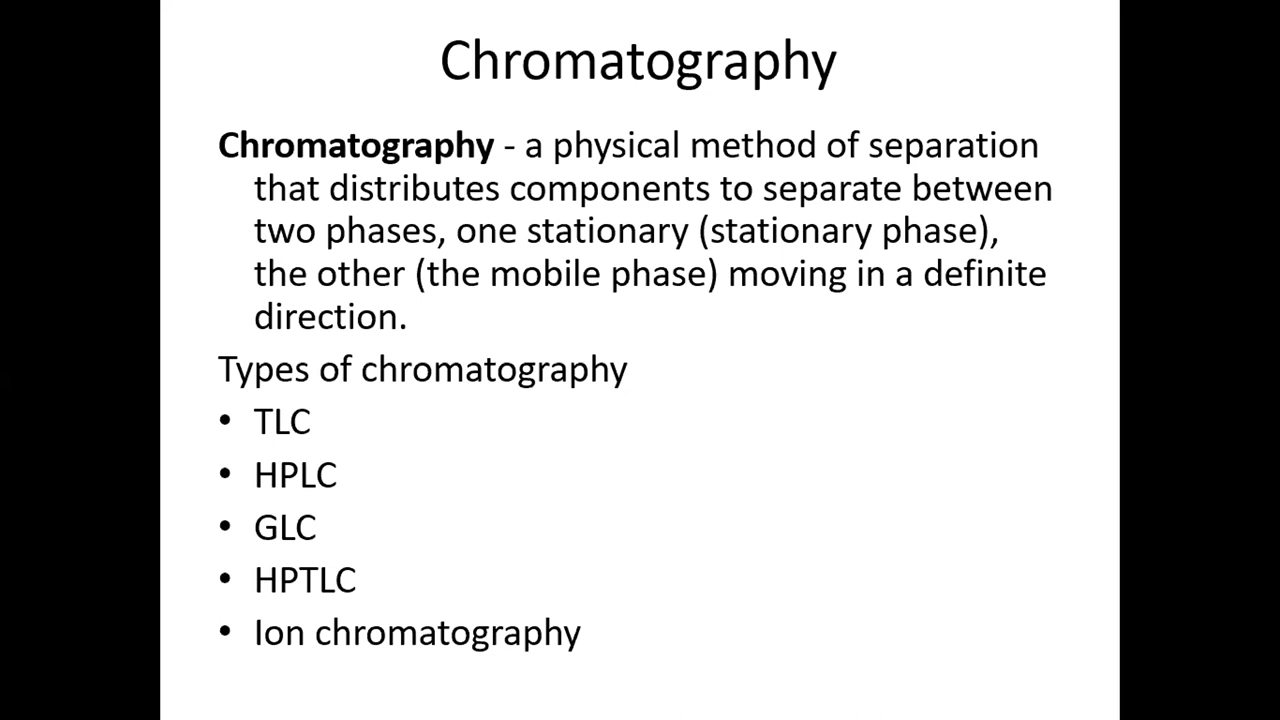 Chromatography
Chromatography - a physical method of separation
that distributes components to separate between
two phases, one stationary (stationary phase),
the other (the mobile phase) moving in a definite
direction.
Types of chromatography
• TLC
• HPLC
• GLC
• HPTLC
• Ion chromatography